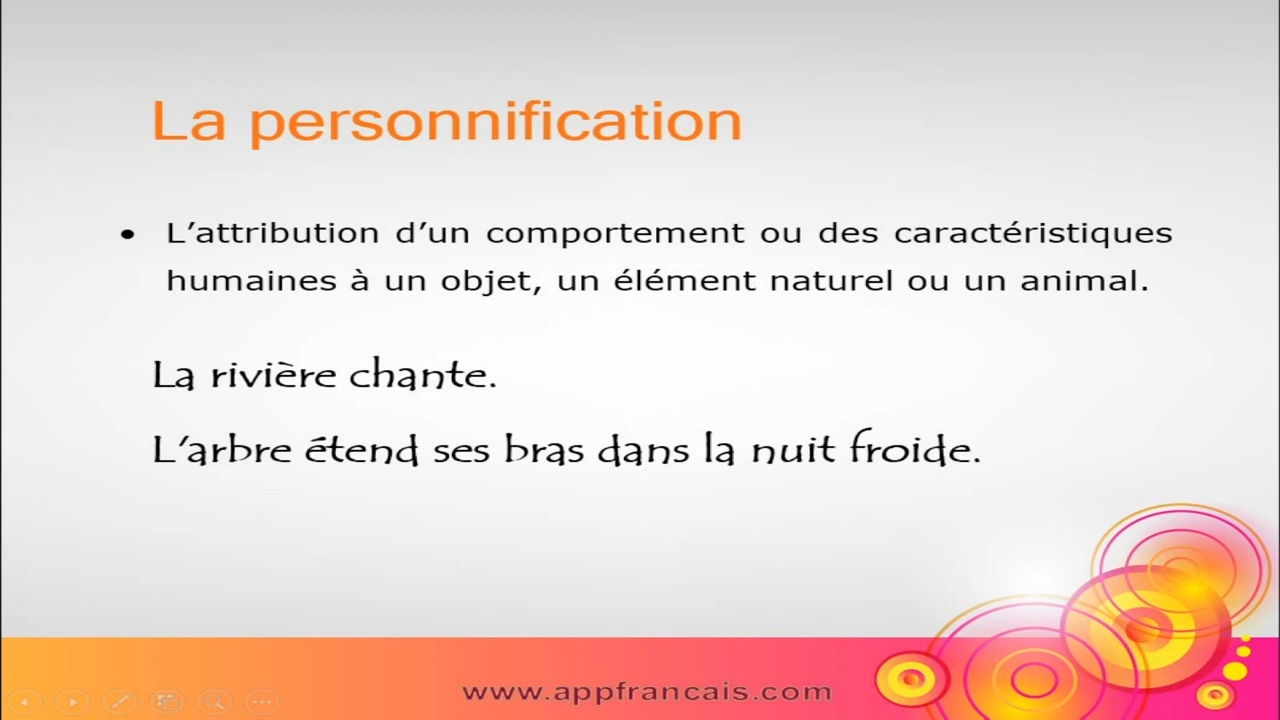 La personnification
• L’attribution d’un comportement ou des caractéristiques
humaines à un objet, un élément naturel ou un animal.
La rivière chante.
L’arbre étend ses bras dans la nuit froide.
www.appfrancais.com